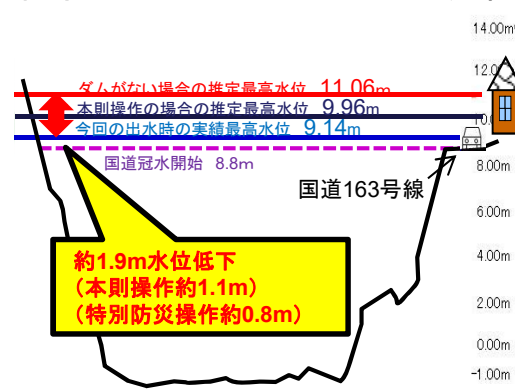 14.00m
ダムがない場合の推定最高水位 11.06m
12.0
本則操作の場合の推定最高水位 9.96m
10.0
今回の出水時の実績最高水位 9.14m
国道冠水開始 8.8m
8.00m
国道163号線
6.00m
約1.9m水位低下
(本則操作約1.1m)
(特別防災操作約0.8m)
4.00m
2.00m
0.00m
-1.00m